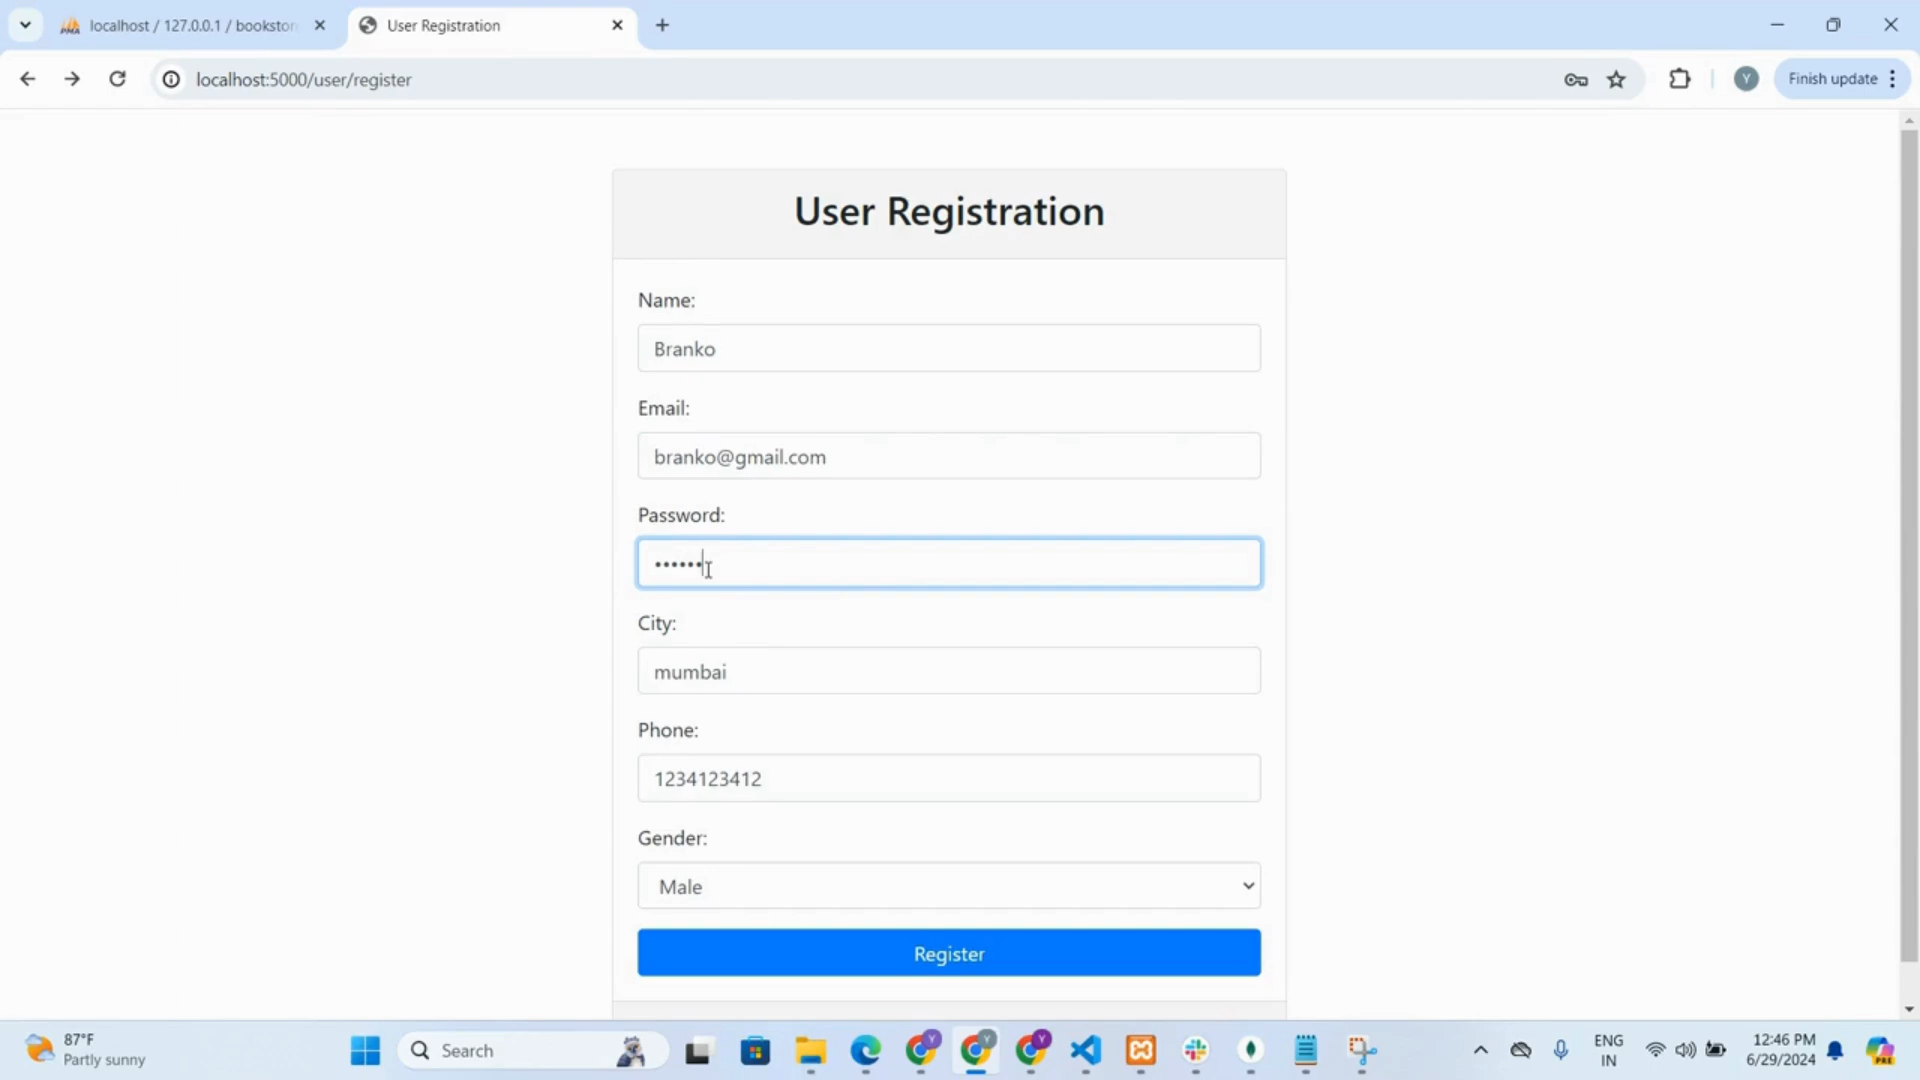 localhost / 127.0.0.1 / bookstor
User Registration
localhost:5000/user/register
Finish update
User Registration
Name:
Branko
Email:
branko@gmail.com
Password:
••••••
City:
mumbai
Phone:
1234123412
Gender:
Male
Register
87°F
Partly sunny
Search
ENG
IN
12:46 PM
6/29/2024